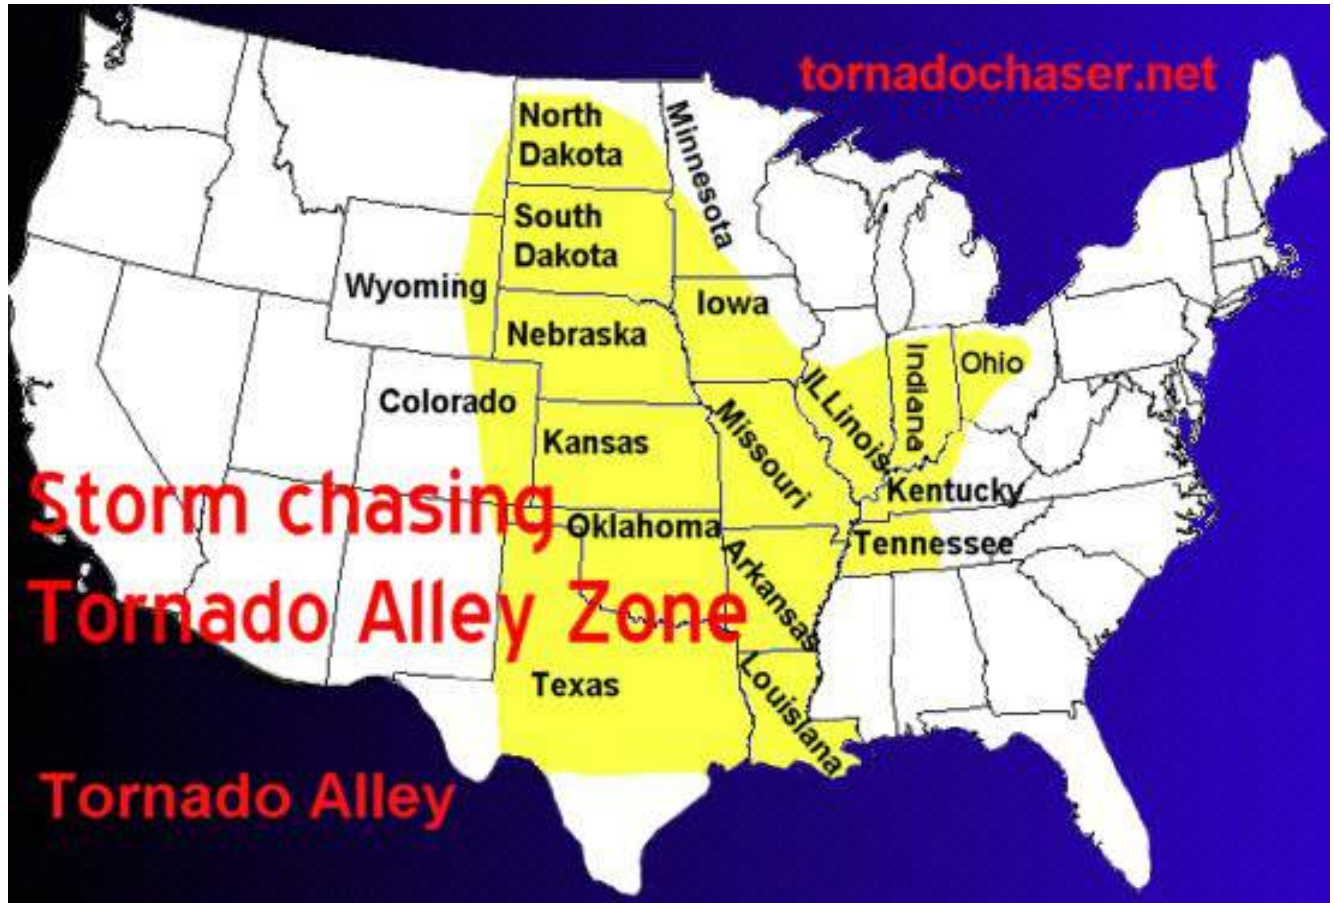 tornadochaser.net
North
Dakota
Minnesota
South
Dakota
Wyoming
Iowa
Nebraska
Indiana
Ohio
Colorado
ILLinois
Missouri
Kansas
Kentucky
Storm chasing
Oklahoma
Tennessee
Arkansas
Tornado Alley Zone
Texas
Louisiana
Tornado Alley